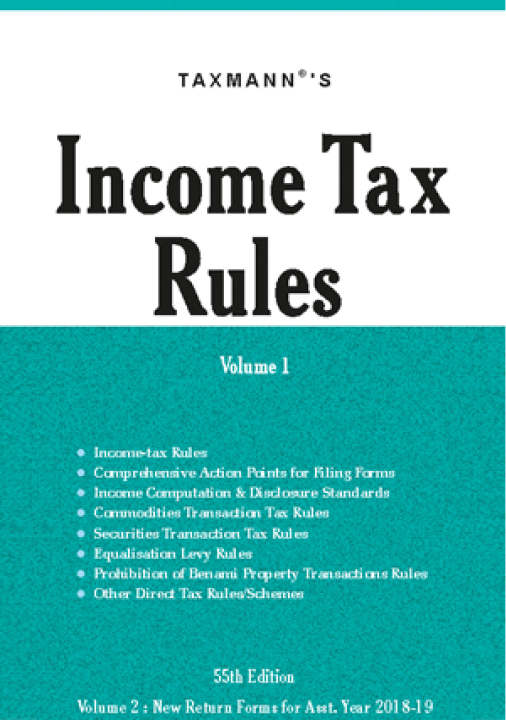 TAXMANN®'S
Income Tax
Rules
Volume 1
• Income-tax Rules
• Comprehensive Action Points for Filing Forms
• Income Computation & Disclosure Standards
• Commodities Transaction Tax Rules
• Securities Transaction Tax Rules
• Equalisation Levy Rules
• Prohibition of Benami Property Transactions Rules
• Other Direct Tax Rules/Schemes
55th Edition
Volume 2 : New Return Forms for Asst. Year 2018-19